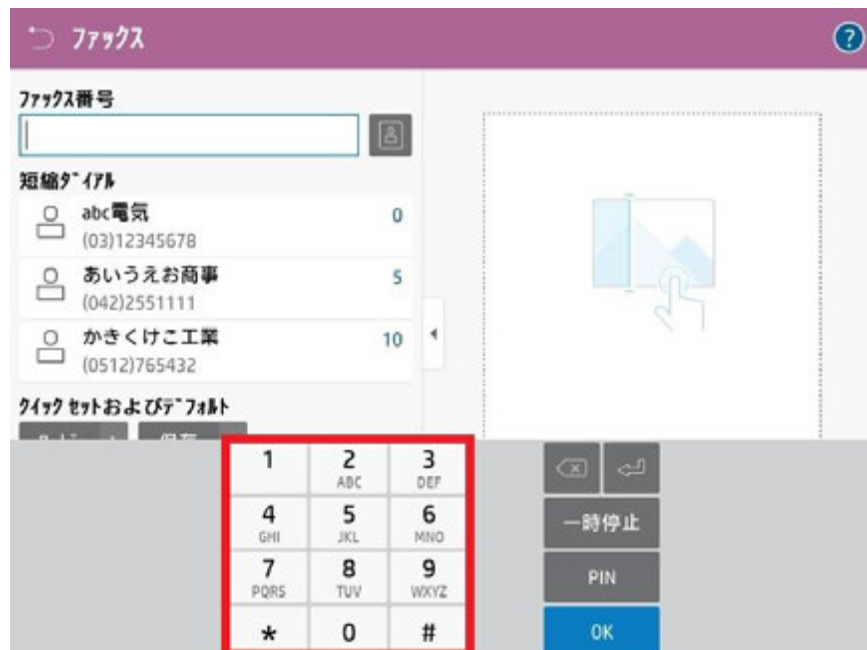 ファックス
?
ファックス番号
短縮ダイアル
abc電気 0
(03)12345678
あいうえお商事 5
(042)2551111
かきくけこ工業 10
(0512)765432
クイック セットおよびデフォルト
1 2 3
ABC DEF
4 5 6
GHI JKL MNO
一時停止
7 8 9
PQRS TUV WXYZ
PIN
* 0 #
OK